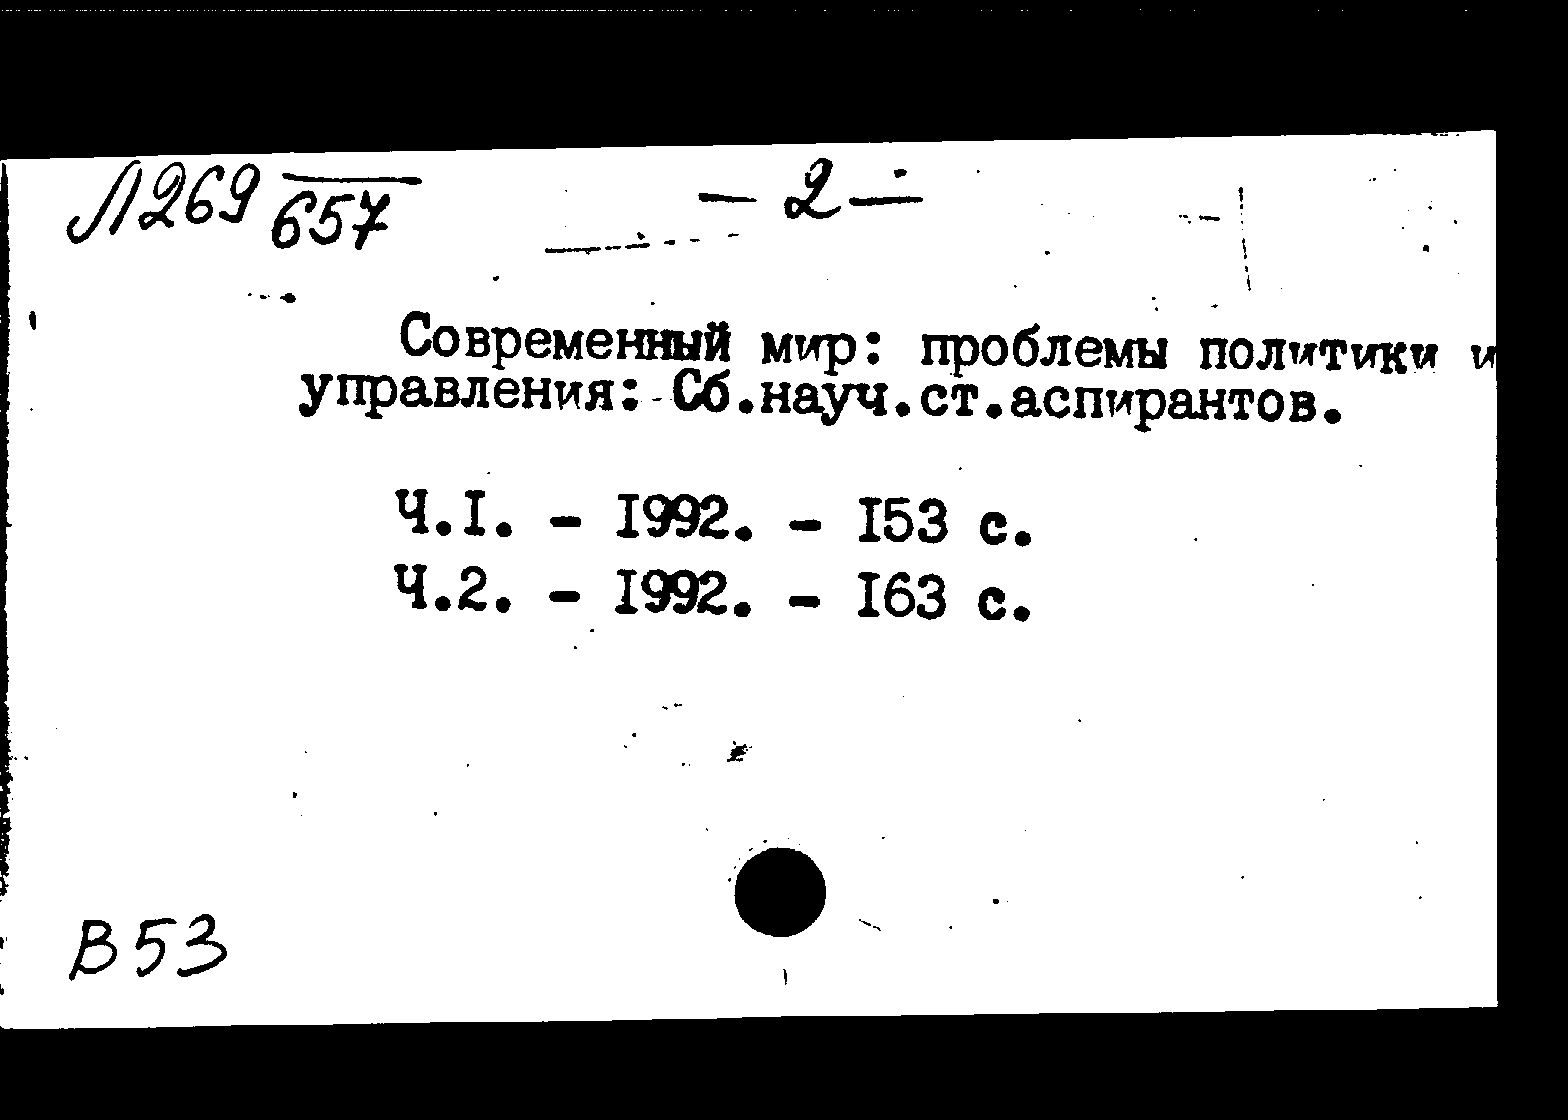 Л269 657 — 2 —
Современный мир: проблемы политики и
управления: Сб.науч.ст.аспирантов.
Ч.I. – I992. – I53 с.
Ч.2. – I992. – I63 с.
В53